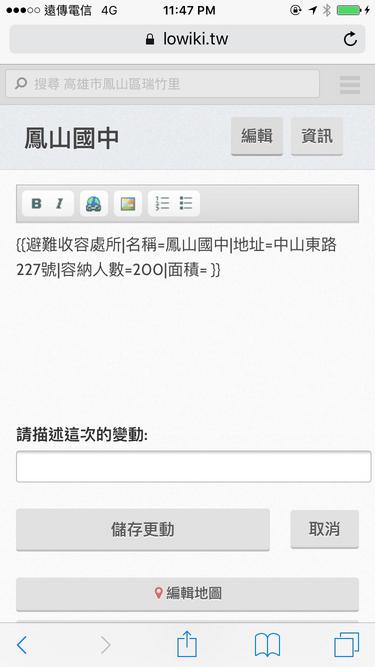 遠傳電信 4G 11:47 PM
lowiki.tw
搜尋 高雄市鳳山區瑞竹里
鳳山國中
編輯 資訊
B I
{{避難收容處所|名稱=鳳山國中|地址=中山東路
227號|容納人數=200|面積= }}
請描述這次的變動:
儲存更動 取消
編輯地圖